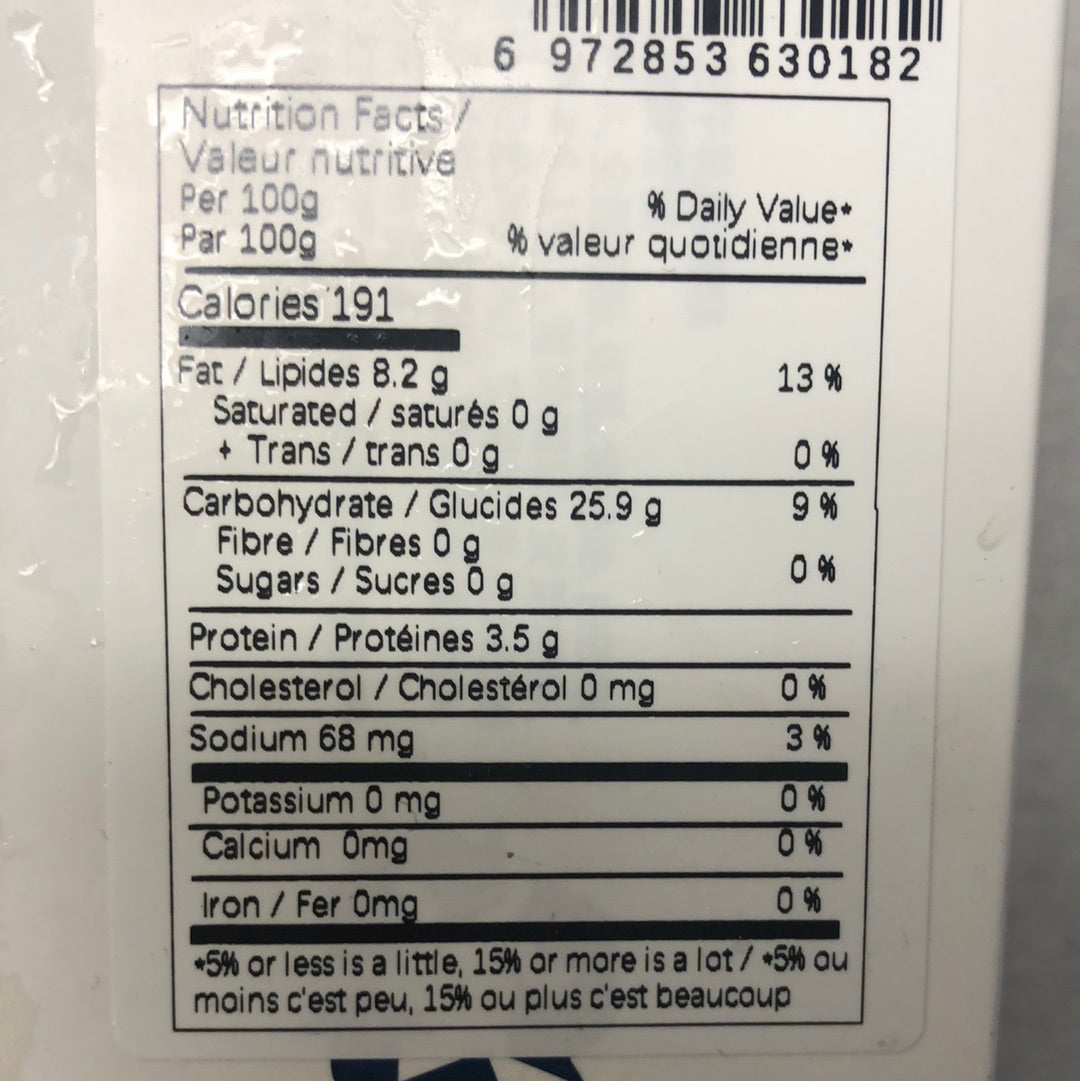 6 972853 630182
Nutrition Facts /
Valeur nutritive
Per 100g
Par 100g
% Daily Value*
% valeur quotidienne*
Calories 191
Fat / Lipides 8.2 g 13 %
Saturated / saturés 0 g
+ Trans / trans 0 g 0 %
Carbohydrate / Glucides 25.9 g 9 %
Fibre / Fibres 0 g
Sugars / Sucres 0 g 0 %
Protein / Protéines 3.5 g
Cholesterol / Cholestérol 0 mg 0 %
Sodium 68 mg 3 %
Potassium 0 mg 0 %
Calcium 0mg 0 %
Iron / Fer 0mg 0 %
*5% or less is a little, 15% or more is a lot / *5% ou
moins c'est peu, 15% ou plus c'est beaucoup